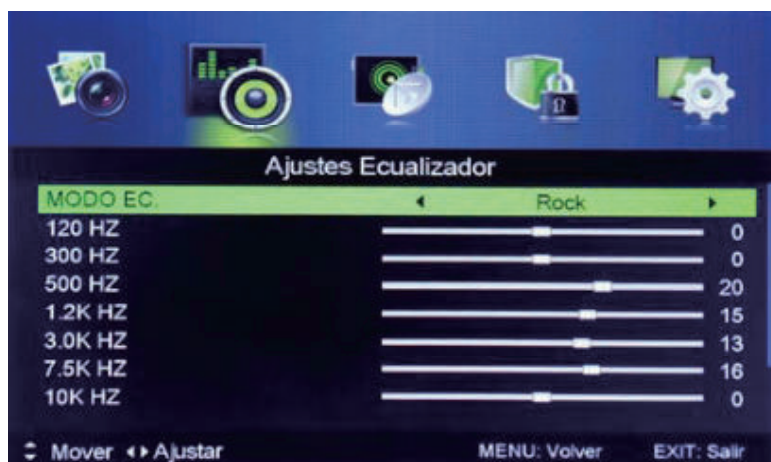 Ajustes Ecualizador
MODO EC. Rock
120 HZ 0
300 HZ 0
500 HZ 20
1.2K HZ 15
3.0K HZ 13
7.5K HZ 16
10K HZ 0
Mover Ajustar MENU: Volver EXIT: Salir